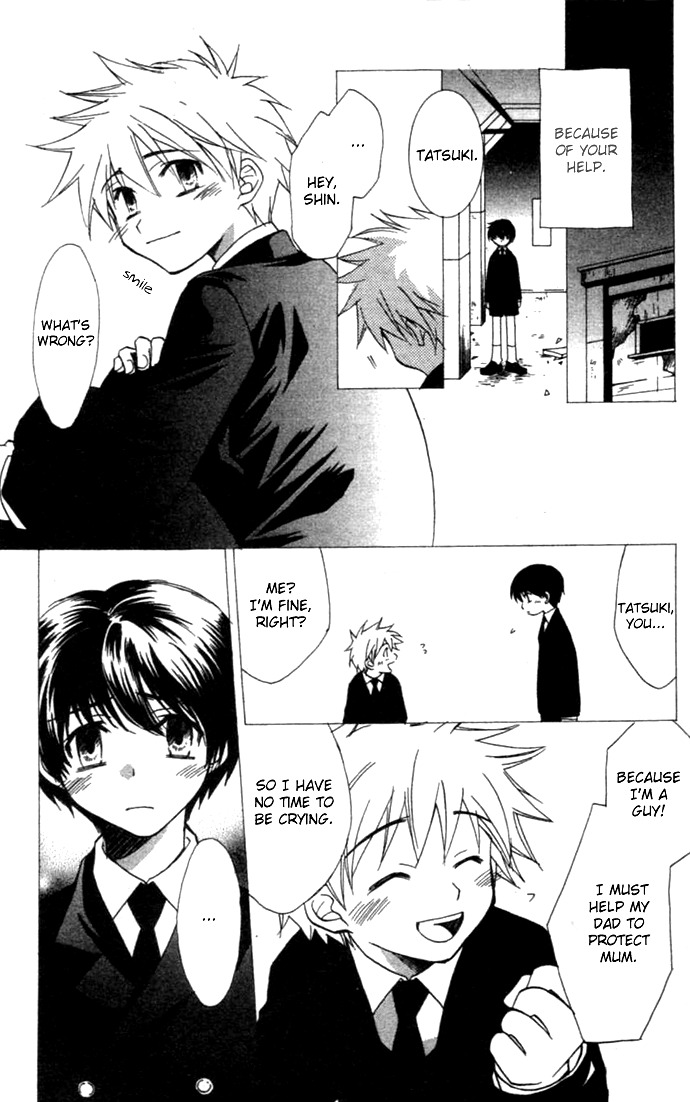 BECAUSE
OF YOUR
HELP.
TATSUKI.
...
HEY,
SHIN.
smile
WHAT'S
WRONG?
TATSUKI,
YOU...
ME?
I'M FINE,
RIGHT?
BECAUSE
I'M A
GUY!
I MUST
HELP MY
DAD TO
PROTECT
MUM.
SO I HAVE
NO TIME TO
BE CRYING.
...